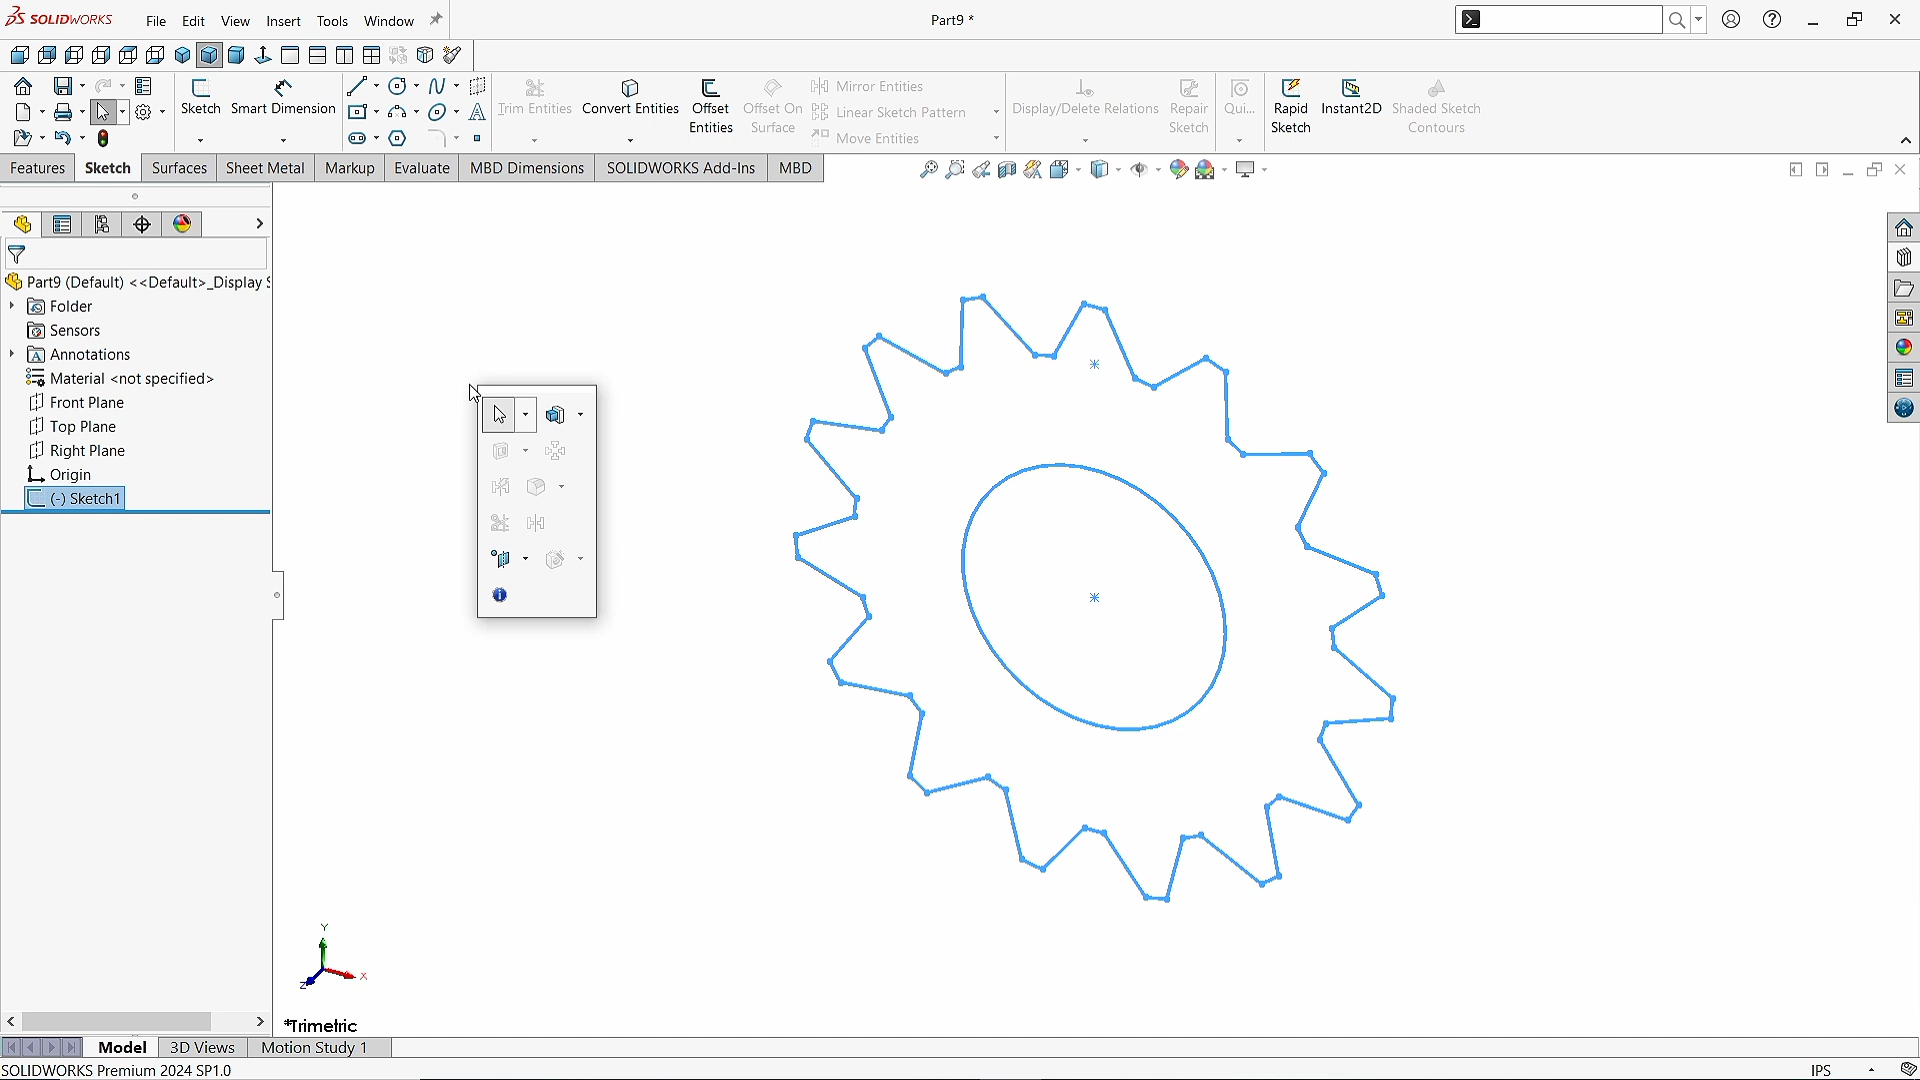 SOLIDWORKS
File Edit View Insert Tools Window
Part9 *
Sketch
Smart Dimension
Trim Entities
Convert Entities
Offset
Entities
Offset On
Surface
Mirror Entities
Linear Sketch Pattern
Move Entities
Display/Delete Relations
Repair
Sketch
Qui...
Rapid
Sketch
Instant2D
Shaded Sketch
Contours
Features Sketch Surfaces Sheet Metal Markup Evaluate MBD Dimensions SOLIDWORKS Add-Ins MBD
Part9 (Default) <<Default>_Display S
Folder
Sensors
Annotations
Material <not specified>
Front Plane
Top Plane
Right Plane
Origin
(-) Sketch1
Y
X
Z
*Trimetric
Model 3D Views Motion Study 1
SOLIDWORKS Premium 2024 SP1.0
IPS